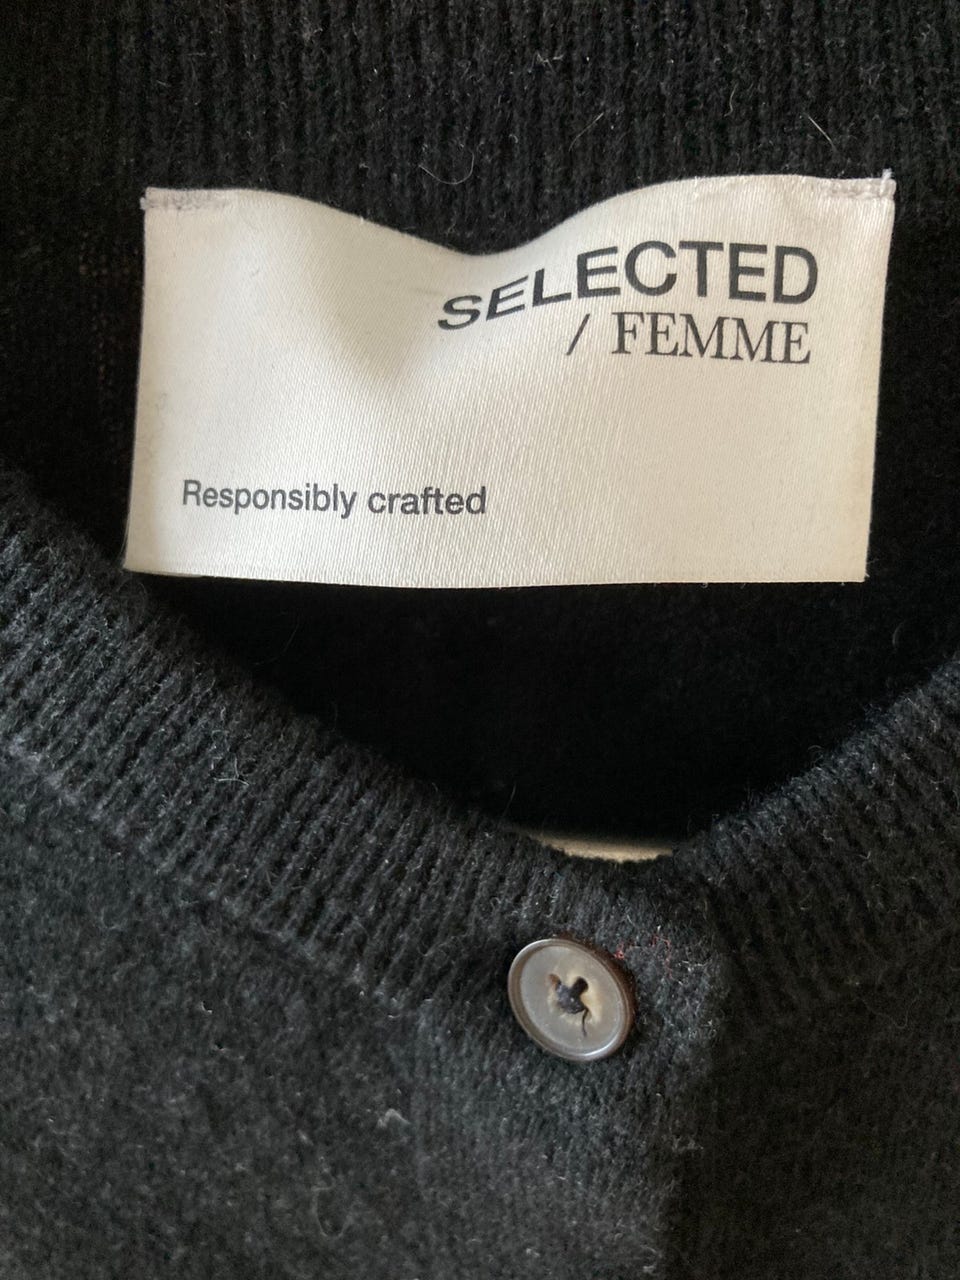 SELECTED
/ FEMME
Responsibly crafted